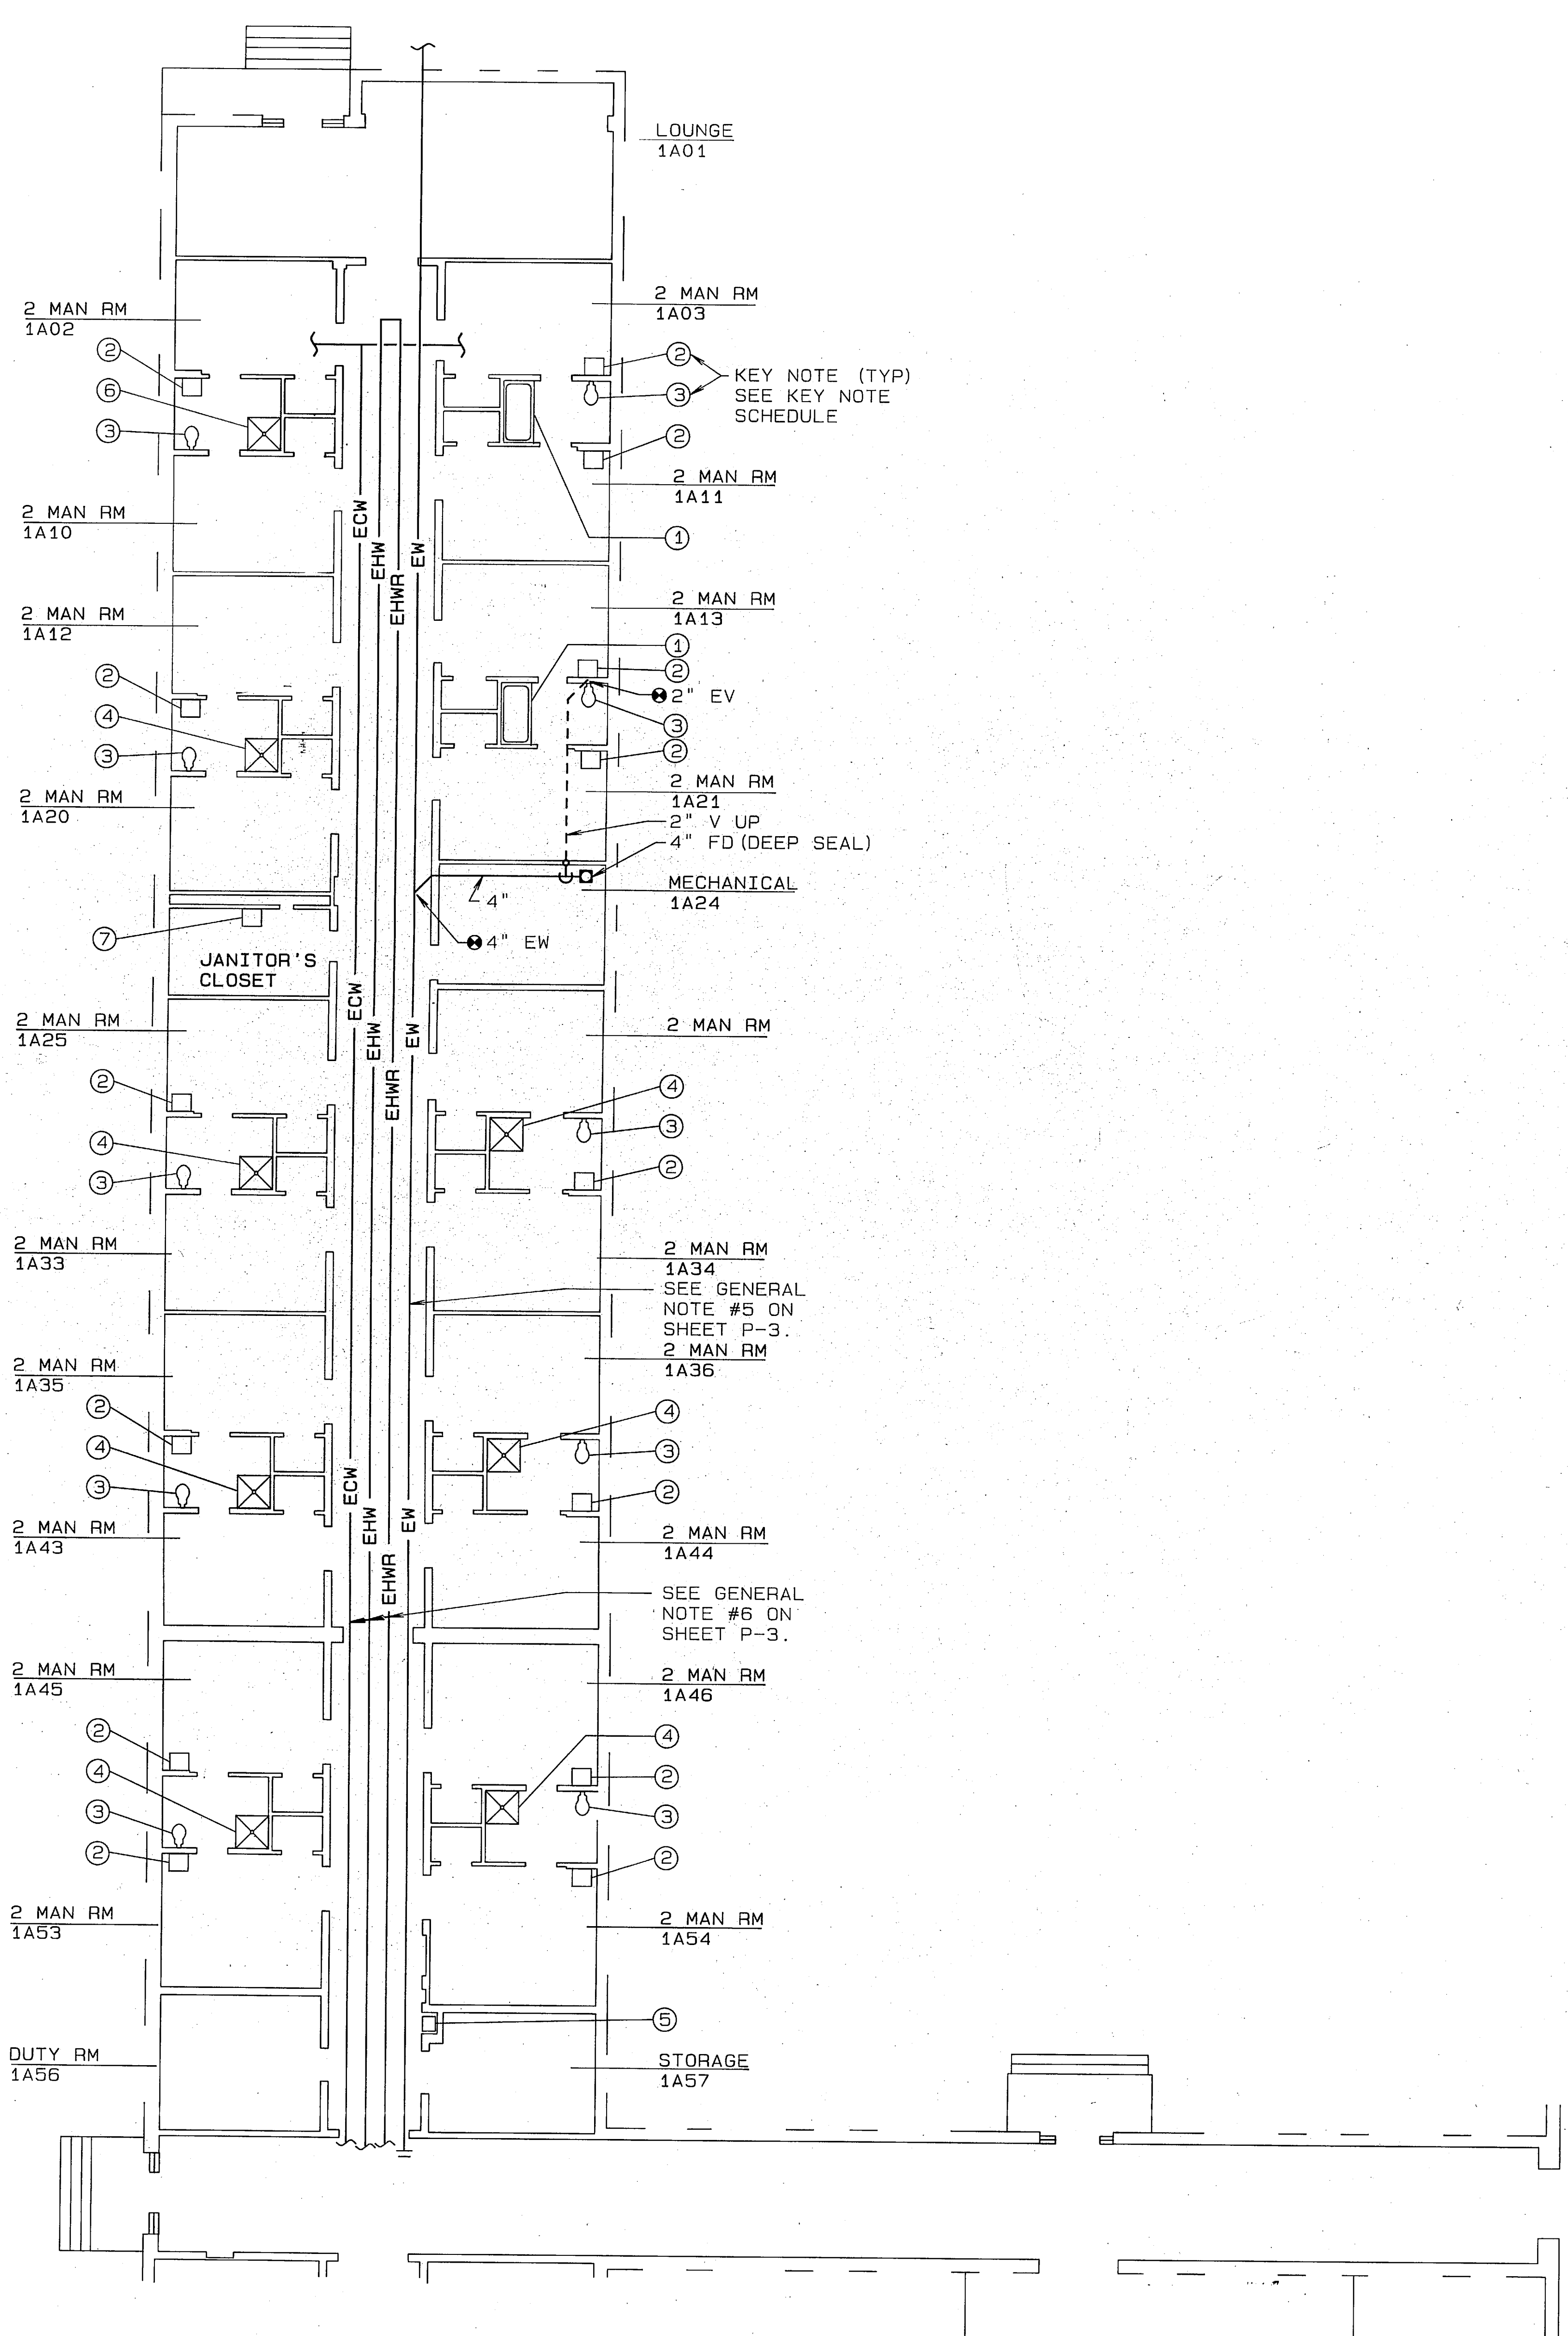 LOUNGE
1A01
2 MAN RM
1A02
2 MAN RM
1A03
2
6
3
2
3
KEY NOTE (TYP)
SEE KEY NOTE
SCHEDULE
2
2 MAN RM
1A11
2 MAN RM
1A10
1
ECW
EHW
EHWR
EW
2 MAN RM
1A12
2 MAN RM
1A13
2
4
3
1
2
2" EV
3
2
2 MAN RM
1A20
2 MAN RM
1A21
2" V UP
4" FD (DEEP SEAL)
MECHANICAL
1A24
4"
4" EW
7
JANITOR'S
CLOSET
ECW
EHW
EHWR
EW
2 MAN RM
1A25
2 MAN RM
2
4
3
4
3
2
2 MAN RM
1A33
2 MAN RM
1A34
SEE GENERAL
NOTE #5 ON
SHEET P-3.
2 MAN RM
1A35
2 MAN RM
1A36
2
4
3
4
3
2
ECW
EHW
EHWR
EW
2 MAN RM
1A43
2 MAN RM
1A44
SEE GENERAL
NOTE #6 ON
SHEET P-3.
2 MAN RM
1A45
2 MAN RM
1A46
2
4
3
2
4
2
3
2
2 MAN RM
1A53
2 MAN RM
1A54
5
DUTY RM
1A56
STORAGE
1A57